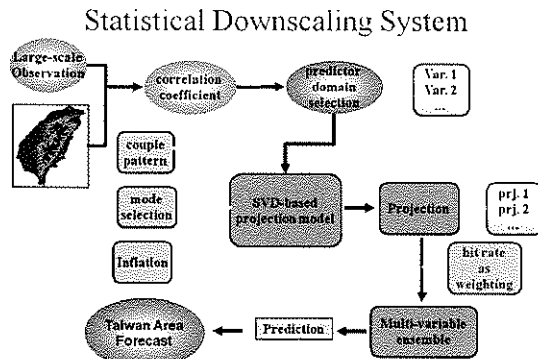 Statistical Downscaling System
Large-scale
Observation
correlation
coefficient
predictor
domain
selection
Var. 1
Var. 2
....
couple
pattern
mode
selection
Inflation
SVD-based
projection model
Projection
prj. 1
prj. 2
....
hit rate
as
weighting
Taiwan Area
Forecast
Prediction
Multi-variable
ensemble